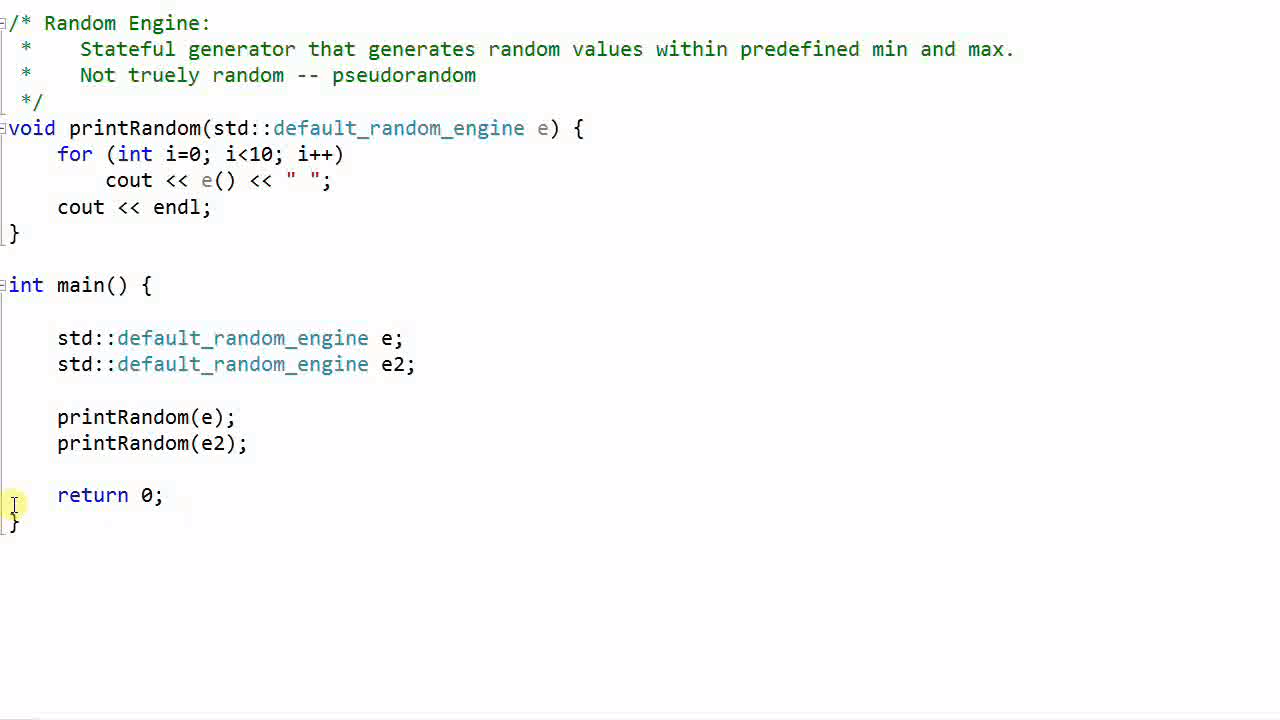 /* Random Engine:
 *    Stateful generator that generates random values within predefined min and max.
 *    Not truely random -- pseudorandom
 */
void printRandom(std::default_random_engine e) {
    for (int i=0; i<10; i++)
        cout << e() << " ";
    cout << endl;
}
int main() {
    std::default_random_engine e;
    std::default_random_engine e2;
    printRandom(e);
    printRandom(e2);
    return 0;
}